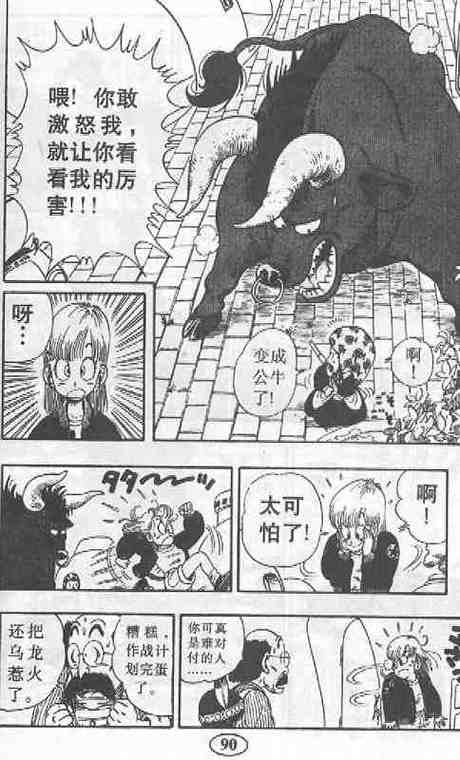 喂！你敢
激怒我，
就让你看
看我的厉
害!!!
啊！
变成
公牛
了！
呀
…
啊！
太可
怕了！
タタ〜〜ッ
你可真
是难对
付的人
……
糟糕，
作战计
划完蛋
了。
还把
乌龙
惹火
了。
90